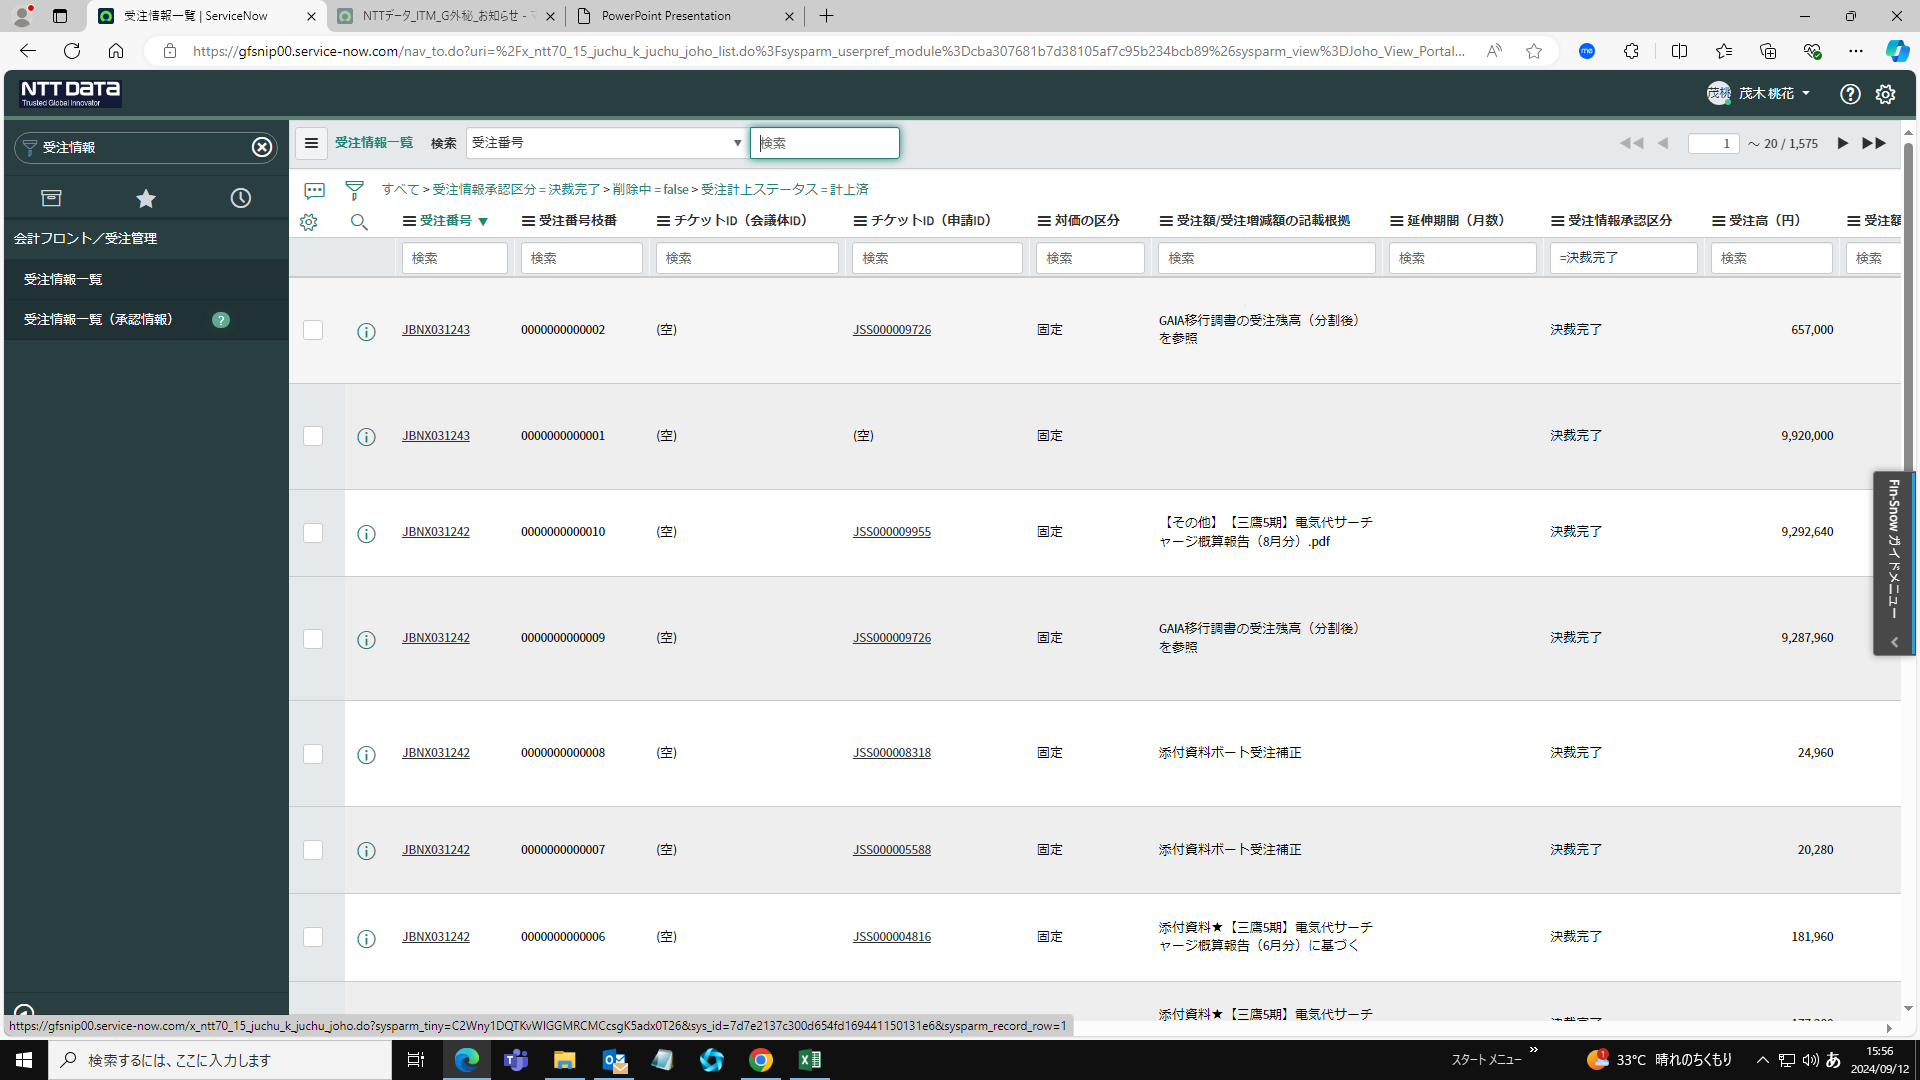 受注情報一覧 | ServiceNow
NTTデータ_ITM_G外秘_お知らせ -
PowerPoint Presentation
https://gfsnip00.service-now.com/nav_to.do?uri=%2Fx_ntt70_15_juchu_k_juchu_joho_list.do%3Fsysparm_userpref_module%3Dcba307681b7d38105af7c95b234bcb89%26sysparm_view%3DJoho_View_Portal...
NTT DATA
Trusted Global Innovator
茂桃 茂木 桃花
受注情報
受注情報一覧 検索 受注番号 検索
1 ～ 20 / 1,575
すべて > 受注情報承認区分 = 決裁完了 > 削除中 = false > 受注計上ステータス = 計上済
会計フロント／受注管理
受注情報一覧
受注情報一覧（承認情報） ?
受注番号 受注番号枝番 チケットID（会議体ID） チケットID（申請ID） 対価の区分 受注額/受注増減額の記載根拠 延伸期間（月数） 受注情報承認区分 受注高（円） 受注額
検索 検索 検索 検索 検索 検索 検索 =決裁完了 検索 検索
JBNX031243 0000000000002 (空) JSS000009726 固定 GAIA移行調書の受注残高（分割後）
を参照 決裁完了 657,000
JBNX031243 0000000000001 (空) (空) 固定 決裁完了 9,920,000
JBNX031242 0000000000010 (空) JSS000009955 固定 【その他】【三鷹5期】電気代サーチ
ャージ概算報告（8月分）.pdf 決裁完了 9,292,640
JBNX031242 0000000000009 (空) JSS000009726 固定 GAIA移行調書の受注残高（分割後）
を参照 決裁完了 9,287,960
JBNX031242 0000000000008 (空) JSS000008318 固定 添付資料ポート受注補正 決裁完了 24,960
JBNX031242 0000000000007 (空) JSS000005588 固定 添付資料ポート受注補正 決裁完了 20,280
JBNX031242 0000000000006 (空) JSS000004816 固定 添付資料★【三鷹5期】電気代サーチ
ャージ概算報告（6月分）に基づく 決裁完了 181,960
添付資料★【三鷹5期】電気代サーチ
Fin-Snow ガイドメニュー
https://gfsnip00.service-now.com/x_ntt70_15_juchu_k_juchu_joho.do?sysparm_tiny=C2Wny1DQTKvWIGGMRCMCcsgK5adx0T26&sys_id=7d7e2137c300d654fd169441150131e6&sysparm_record_row=1
検索するには、ここに入力します
スタート メニュー
33°C 晴れのちくもり
あ
15:56
2024/09/12